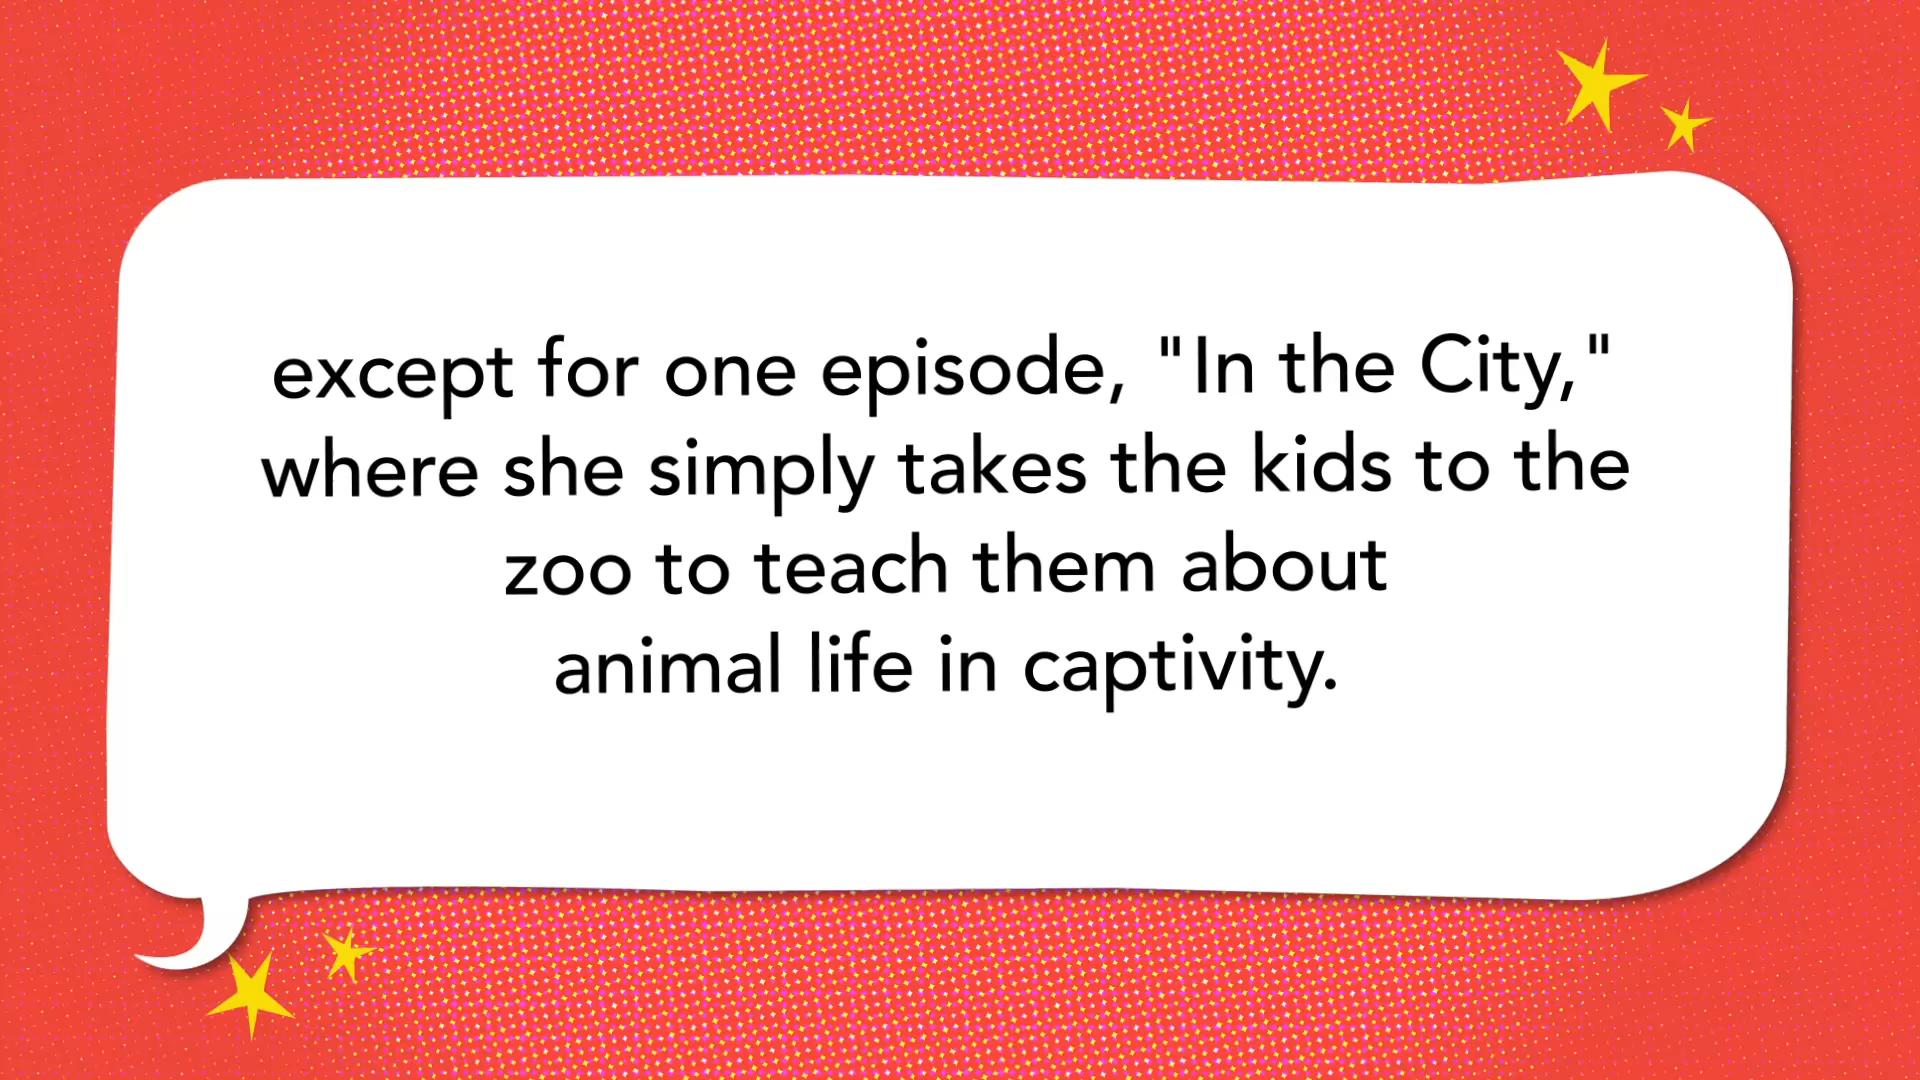 except for one episode, "In the City,"
where she simply takes the kids to the
zoo to teach them about
animal life in captivity.